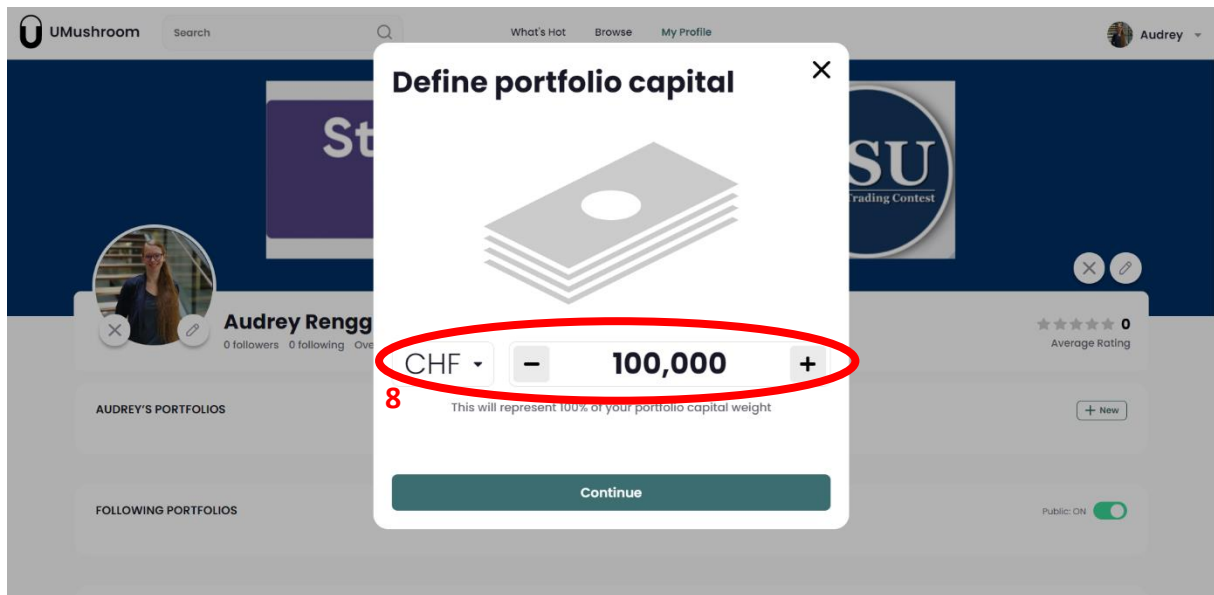 UMushroom
Search
What's Hot
Browse
My Profile
Audrey
Define portfolio capital
St
SU
Trading Contest
Audrey Rengg
0 followers 0 following Ove
0
Average Rating
CHF
100,000
8
This will represent 100% of your portfolio capital weight
AUDREY'S PORTFOLIOS
+ New
Continue
FOLLOWING PORTFOLIOS
Public: ON